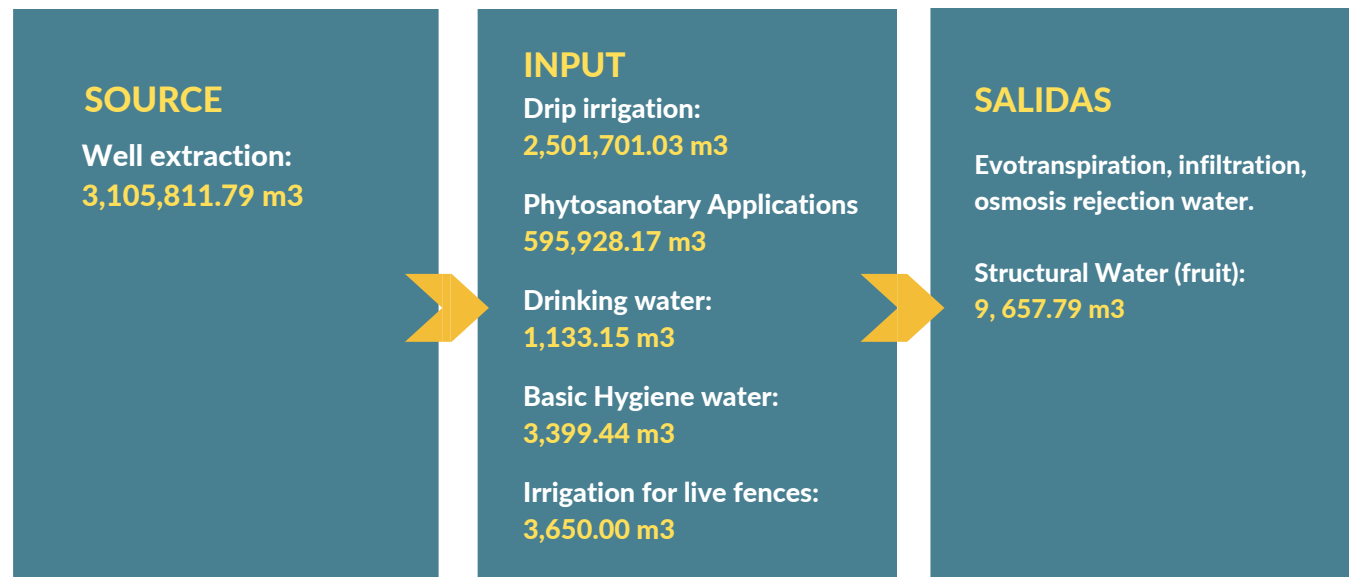 SOURCE
Well extraction:
3,105,811.79 m3
INPUT
Drip irrigation:
2,501,701.03 m3
Phytosanotary Applications
595,928.17 m3
Drinking water:
1,133.15 m3
Basic Hygiene water:
3,399.44 m3
Irrigation for live fences:
3,650.00 m3
SALIDAS
Evotranspiration, infiltration,
osmosis rejection water.
Structural Water (fruit):
9, 657.79 m3